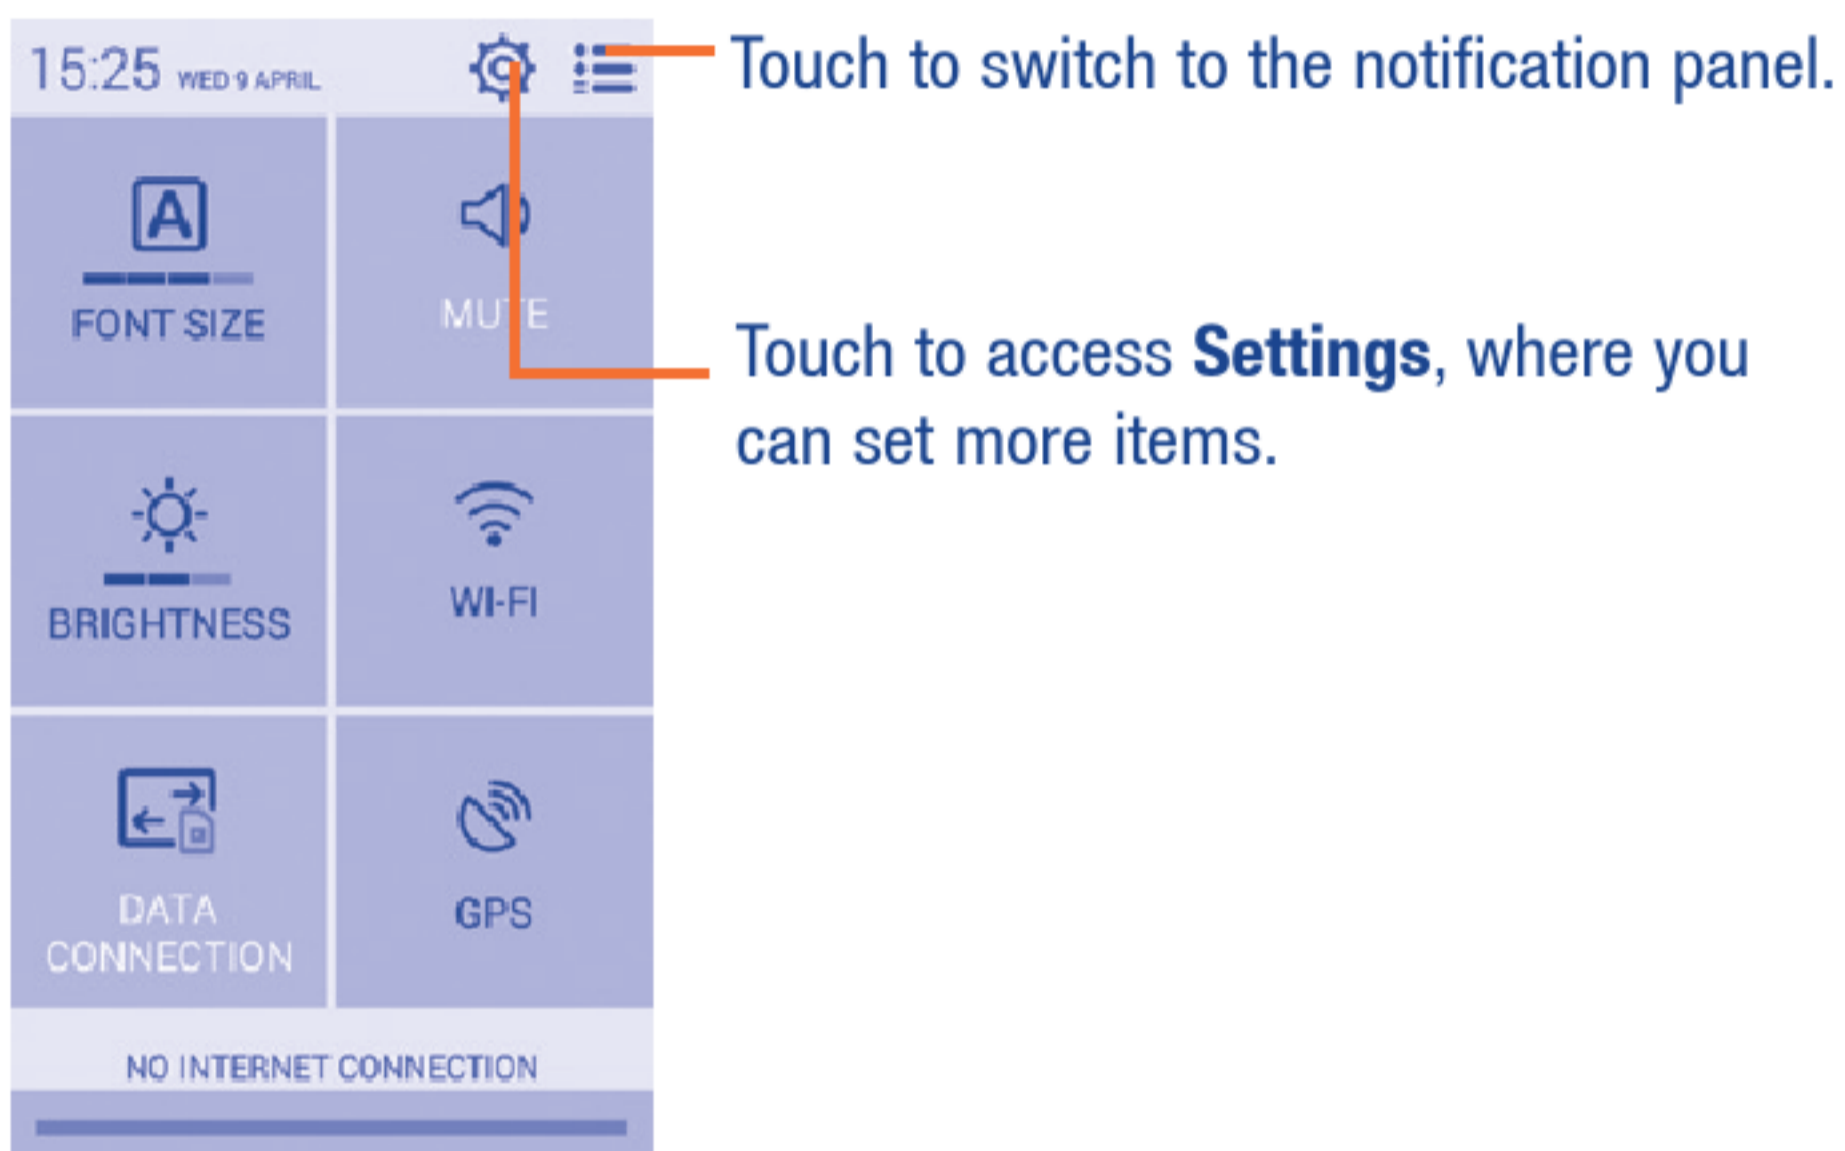 15:25 WED 9 APRIL
Touch to switch to the notification panel.
A
FONT SIZE
MUTE
Touch to access Settings, where you
can set more items.
BRIGHTNESS
WI-FI
DATA
CONNECTION
GPS
NO INTERNET CONNECTION